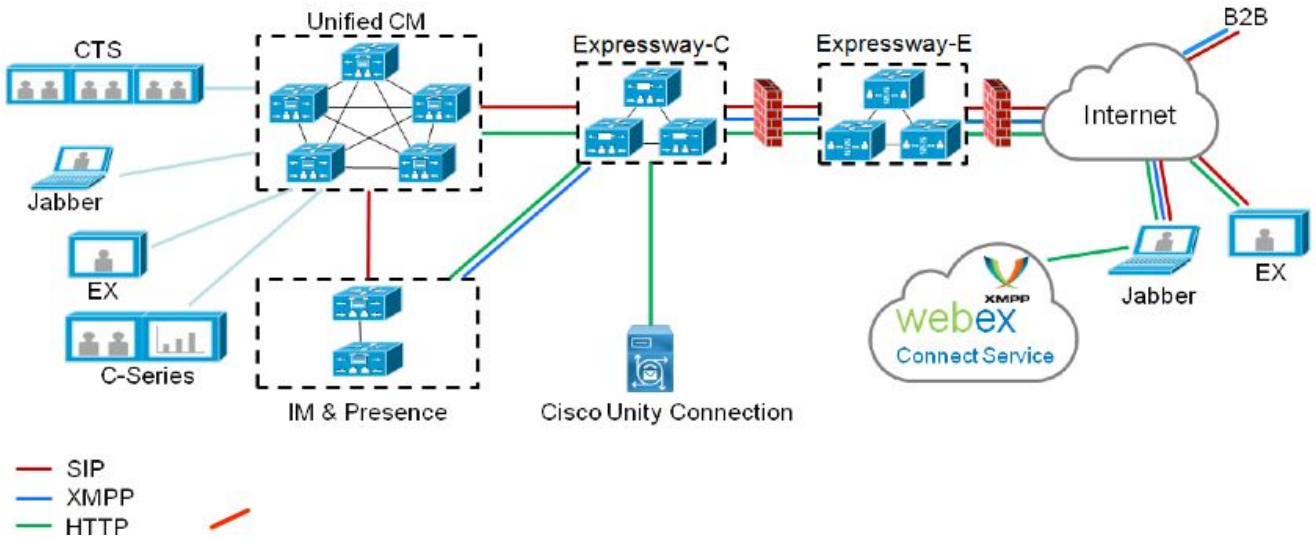 Unified CM
CTS
Expressway-C
Expressway-E
B2B
Internet
Jabber
EX
C-Series
IM & Presence
Cisco Unity Connection
XMPP
webex
Connect Service
Jabber
EX
SIP
XMPP
HTTP